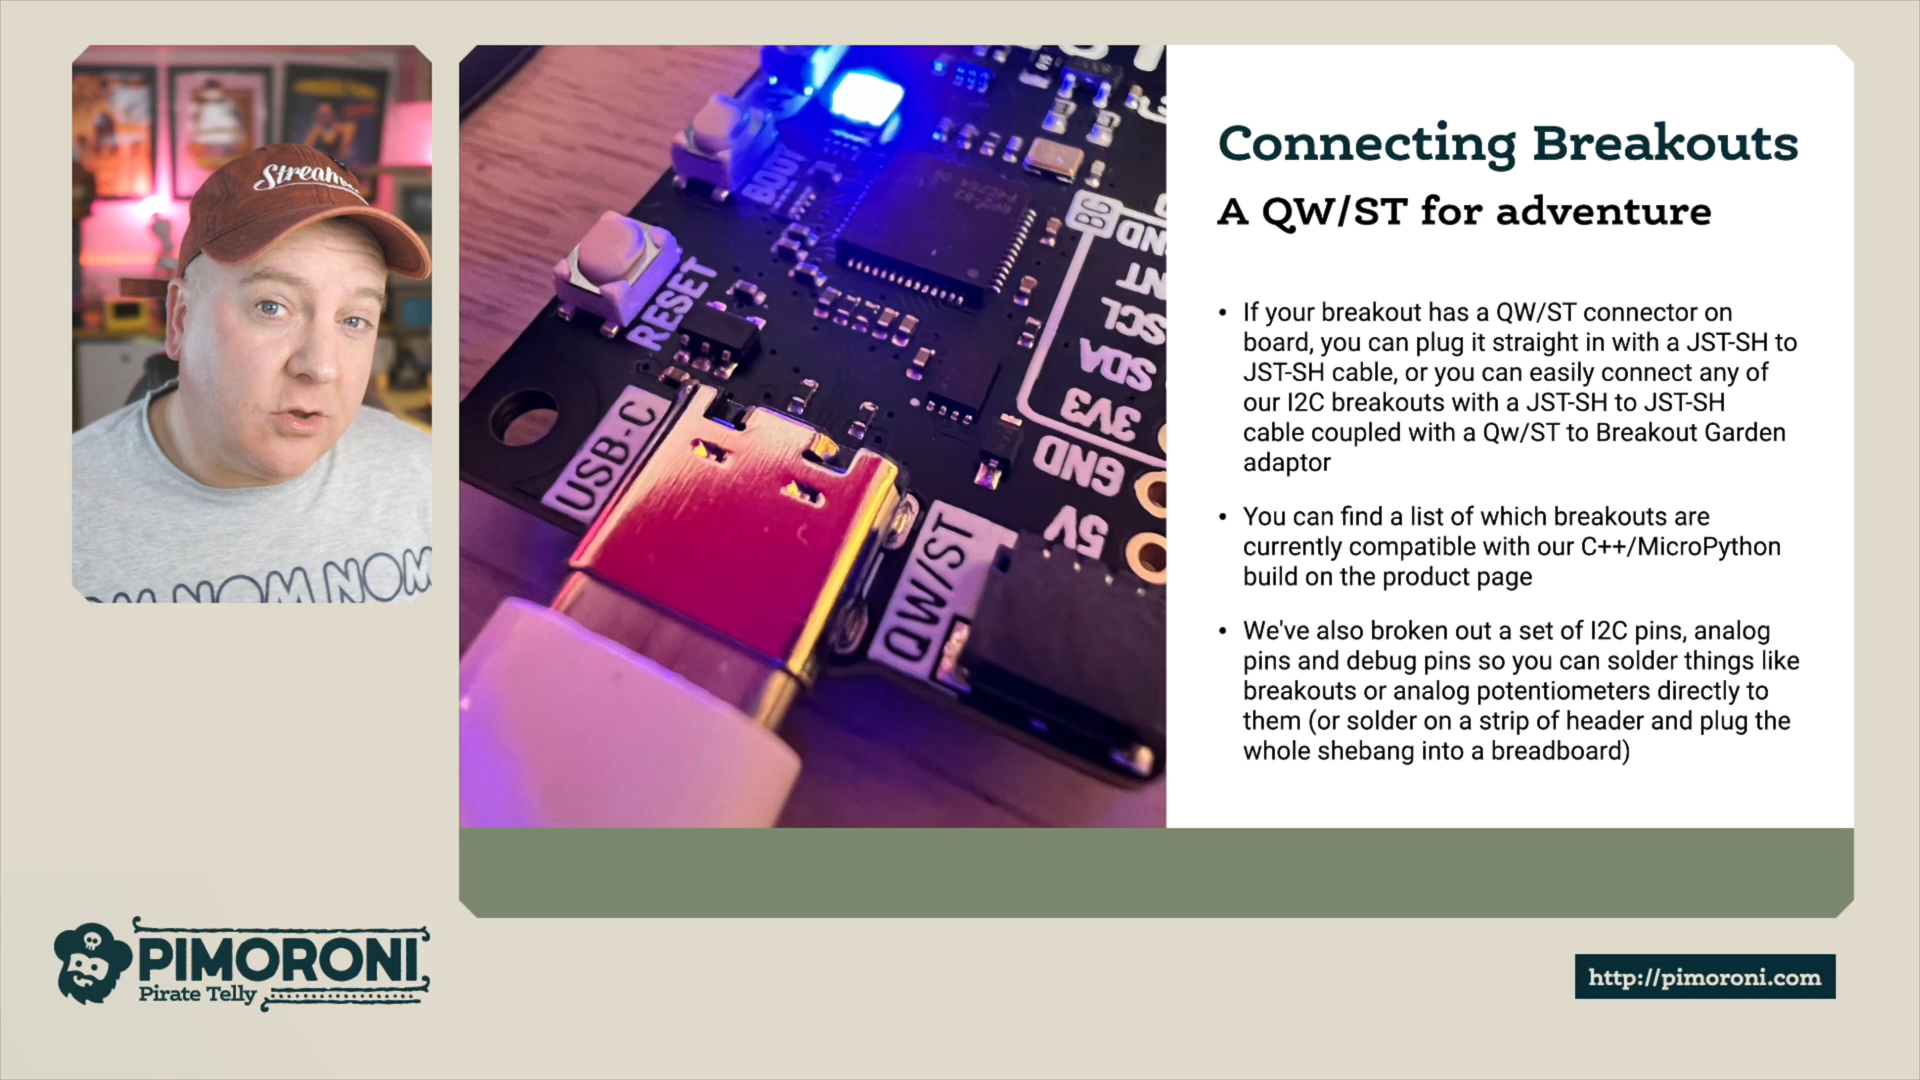 Stream
NOM NOM
BOOT
RESET
USB-C
QW/ST
BC
GND
INT
SCL
SDA
3V3
GND
5V
Connecting Breakouts
A QW/ST for adventure
• If your breakout has a QW/ST connector on
board, you can plug it straight in with a JST-SH to
JST-SH cable, or you can easily connect any of
our I2C breakouts with a JST-SH to JST-SH
cable coupled with a Qw/ST to Breakout Garden
adaptor
• You can find a list of which breakouts are
currently compatible with our C++/MicroPython
build on the product page
• We've also broken out a set of I2C pins, analog
pins and debug pins so you can solder things like
breakouts or analog potentiometers directly to
them (or solder on a strip of header and plug the
whole shebang into a breadboard)
PIMORONI
Pirate Telly
http://pimoroni.com